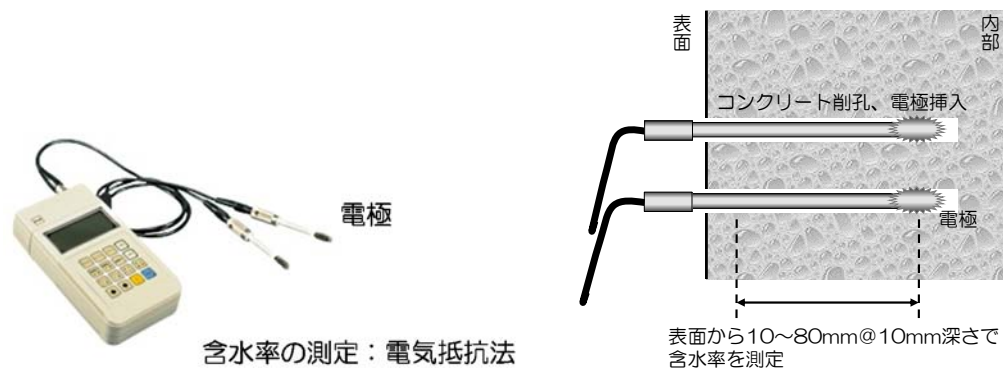 電極
含水率の測定：電気抵抗法
表面
内部
コンクリート削孔、電極挿入
電極
表面から10～80mm@10mm深さで
含水率を測定